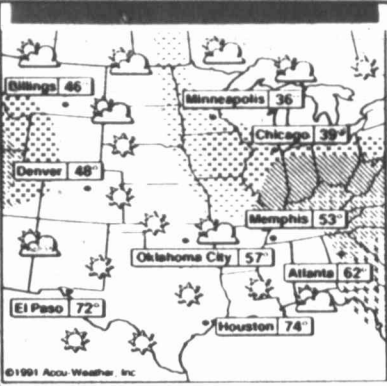 Billings 46
Minneapolis 36
Chicago 39°
Denver 48°
Memphis 53°
Oklahoma City 57°
Atlanta 62°
El Paso 72°
Houston 74°
©1991 Accu-Weather, Inc